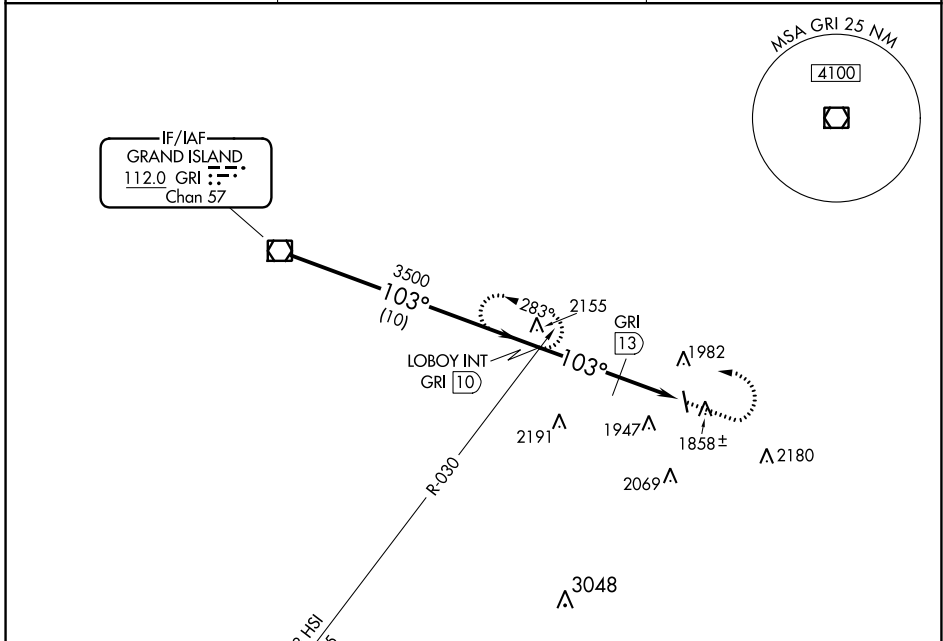 MSA GRI 25 NM
4100
IF/IAF
GRAND ISLAND
112.0 GRI
Chan 57
3500
103°
(10)
283°
2155
LOBOY INT
GRI 10
103°
GRI
13
1982
2191
1947
1858±
2180
2069
R-030
3048
HSI